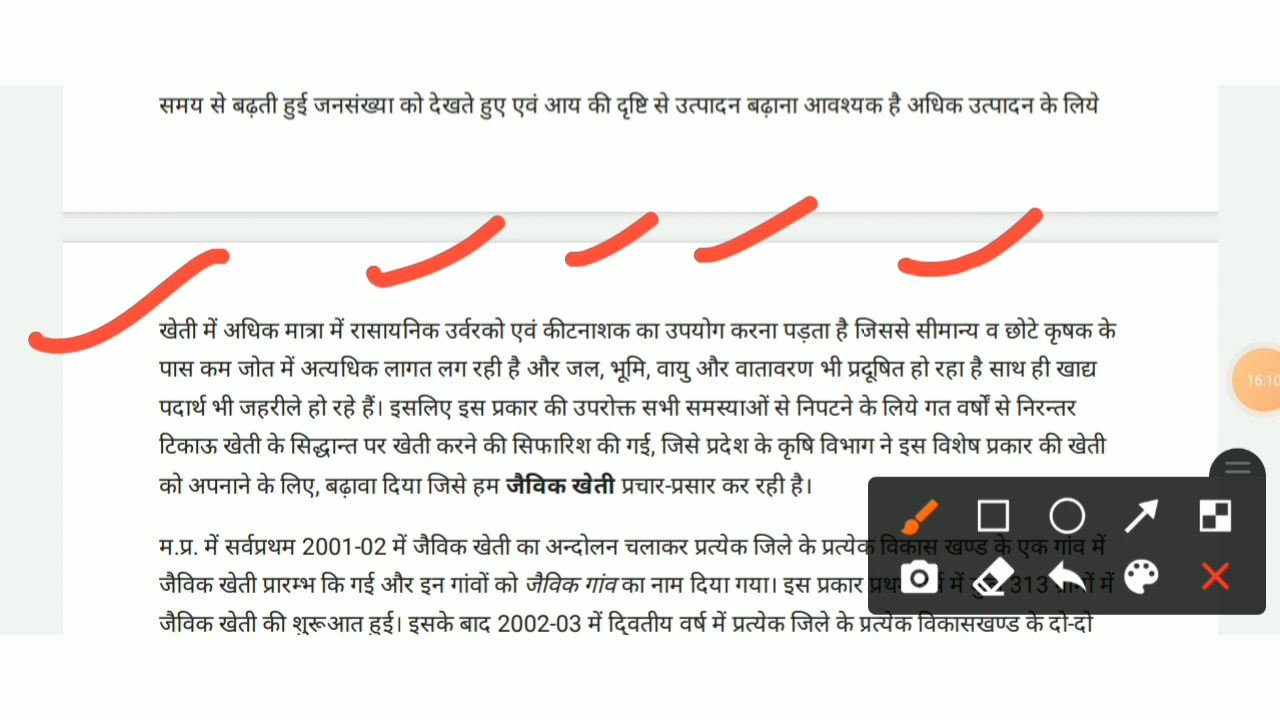 समय से बढ़ती हुई जनसंख्या को देखते हुए एवं आय की दृष्टि से उत्पादन बढ़ाना आवश्यक है अधिक उत्पादन के लिये
खेती में अधिक मात्रा में रासायनिक उर्वरको एवं कीटनाशक का उपयोग करना पड़ता है जिससे सीमान्य व छोटे कृषक के
पास कम जोत में अत्यधिक लागत लग रही है और जल, भूमि, वायु और वातावरण भी प्रदूषित हो रहा है साथ ही खाद्य
पदार्थ भी जहरीले हो रहे हैं। इसलिए इस प्रकार की उपरोक्त सभी समस्याओं से निपटने के लिये गत वर्षों से निरन्तर
टिकाऊ खेती के सिद्धान्त पर खेती करने की सिफारिश की गई, जिसे प्रदेश के कृषि विभाग ने इस विशेष प्रकार की खेती
को अपनाने के लिए, बढ़ावा दिया जिसे हम जैविक खेती प्रचार-प्रसार कर रही है।
म.प्र. में सर्वप्रथम 2001-02 में जैविक खेती का अन्दोलन चलाकर प्रत्येक जिले के प्रत्येक विकास खण्ड के एक गांव में
जैविक खेती प्रारम्भ कि गई और इन गांवों को जैविक गांव का नाम दिया गया। इस प्रकार में 313 ग्रामों में
जैविक खेती की शुरूआत हुई। इसके बाद 2002-03 में द्वितीय वर्ष में प्रत्येक जिले के प्रत्येक विकासखण्ड के दो-दो
16:10